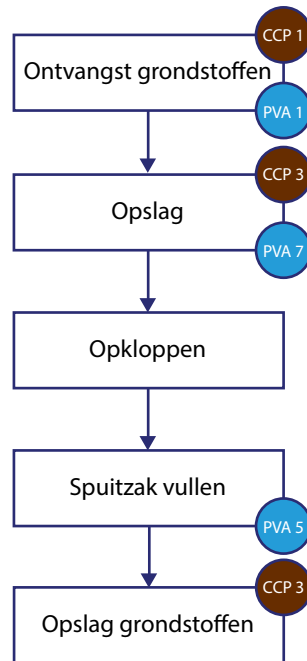 CCP 1
Ontvangst grondstoffen
PVA 1
CCP 3
Opslag
PVA 7
Opkloppen
Spuitzak vullen
PVA 5
CCP 3
Opslag grondstoffen